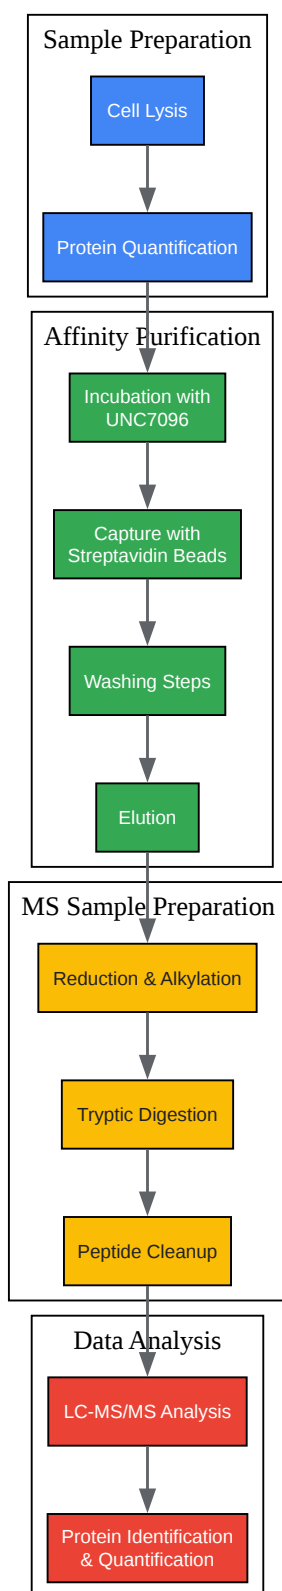 Sample Preparation
Cell Lysis
Protein Quantification
Affinity Purification
Incubation with
UNC7096
Capture with
Streptavidin Beads
Washing Steps
Elution
MS Sample Preparation
Reduction & Alkylation
Tryptic Digestion
Peptide Cleanup
Data Analysis
LC-MS/MS Analysis
Protein Identification
& Quantification